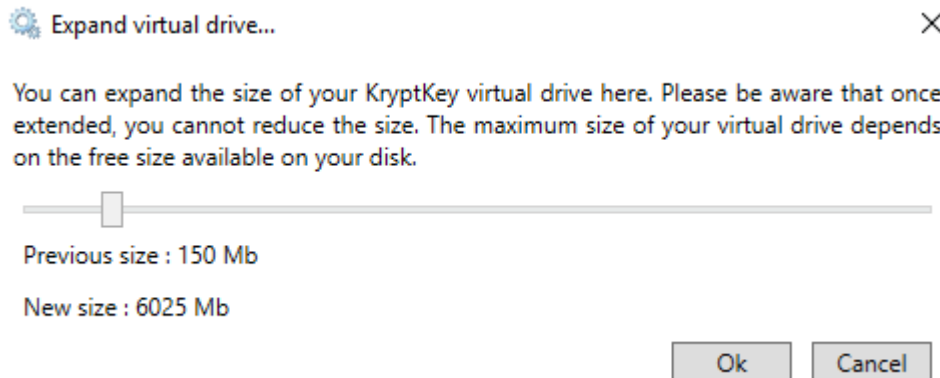 Expand virtual drive...
You can expand the size of your KryptKey virtual drive here. Please be aware that once
extended, you cannot reduce the size. The maximum size of your virtual drive depends
on the free size available on your disk.
Previous size : 150 Mb
New size : 6025 Mb
Ok Cancel